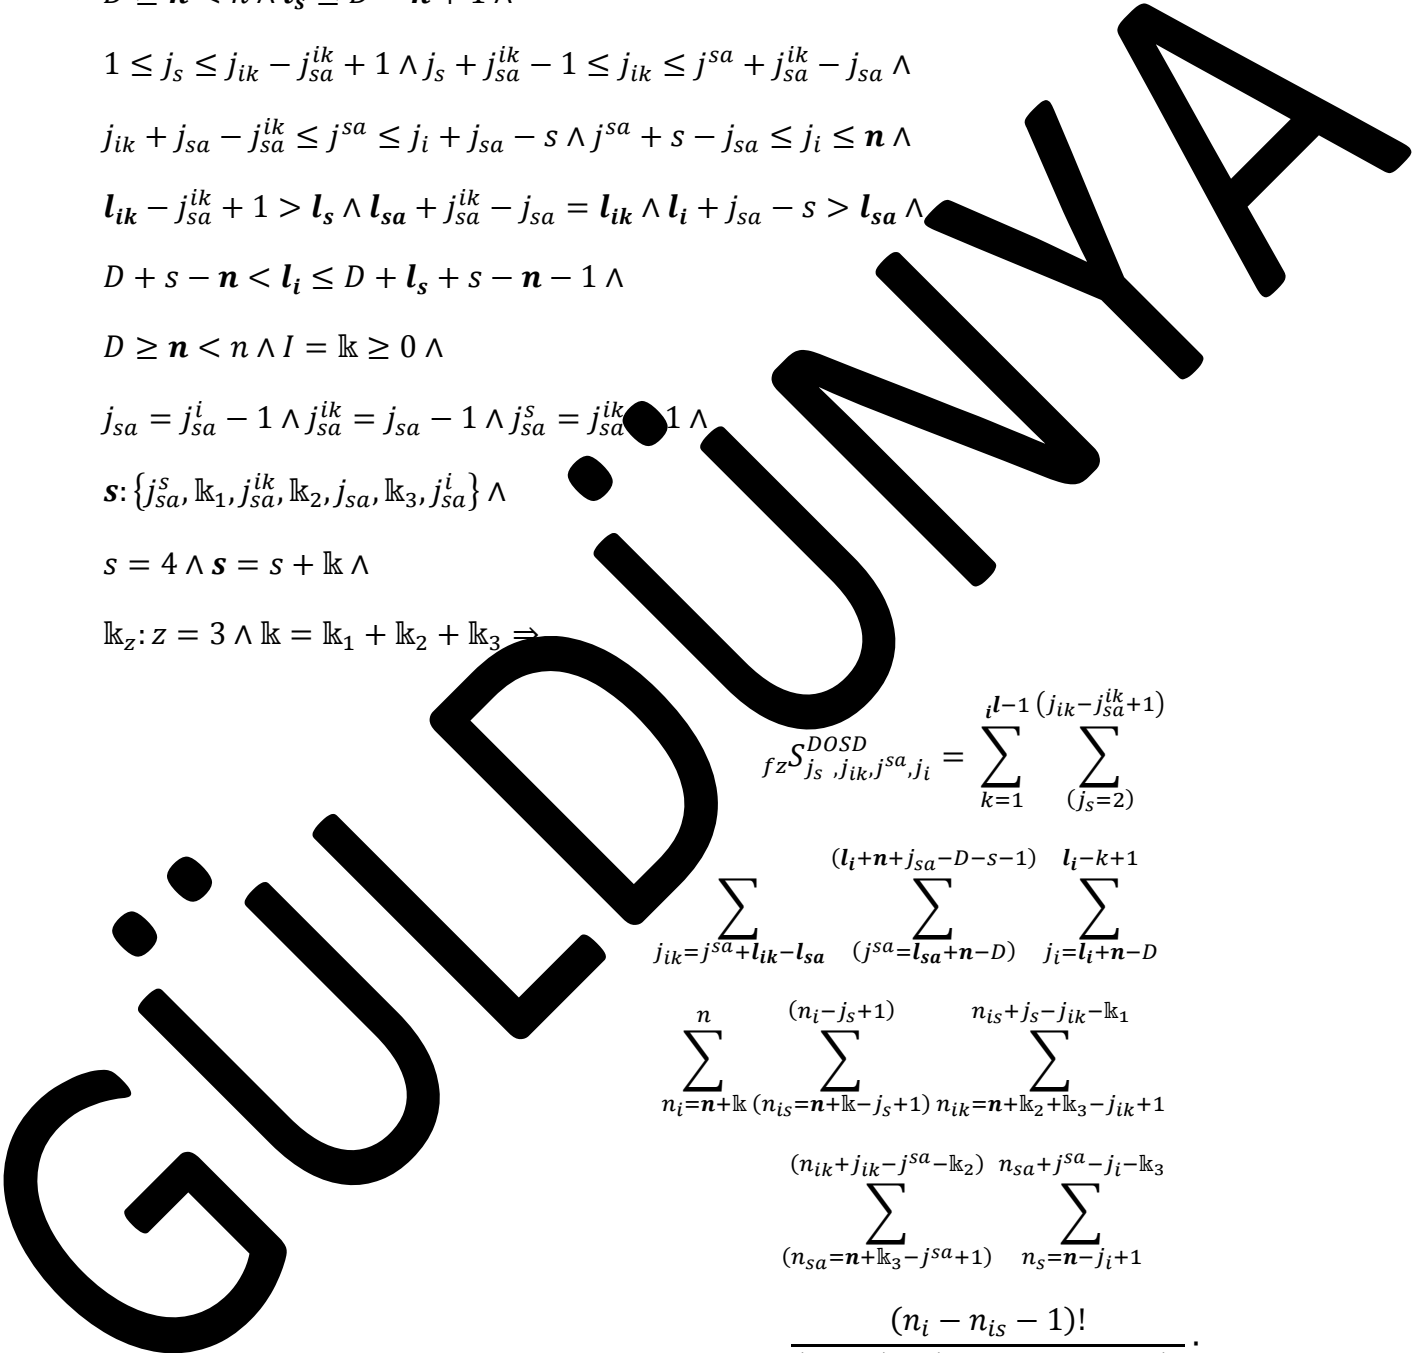 D ≥ 𝒏 < n ∧ 𝒍ₛ ≤ D − 𝒏 + 1 ∧
1 ≤ j_s ≤ j_{ik} − j_{sa}^{ik} + 1 ∧ j_s + j_{sa}^{ik} − 1 ≤ j_{ik} ≤ j^{sa} + j_{sa}^{ik} − j_{sa} ∧
j_{ik} + j_{sa} − j_{sa}^{ik} ≤ j^{sa} ≤ j_i + j_{sa} − s ∧ j^{sa} + s − j_{sa} ≤ j_i ≤ 𝒏 ∧
𝒍_{ik} − j_{sa}^{ik} + 1 > 𝒍_s ∧ 𝒍_{sa} + j_{sa}^{ik} − j_{sa} = 𝒍_{ik} ∧ 𝒍_i + j_{sa} − s > 𝒍_{sa} ∧
D + s − 𝒏 < 𝒍_i ≤ D + 𝒍_s + s − 𝒏 − 1 ∧
D ≥ 𝒏 < n ∧ I = 𝕜 ≥ 0 ∧
j_{sa} = j_{sa}^{i} − 1 ∧ j_{sa}^{ik} = j_{sa} − 1 ∧ j_{sa}^{s} = j_{sa}^{ik} 1 ∧
𝒔: {j_{sa}^{s}, 𝕜_1, j_{sa}^{ik}, 𝕜_2, j_{sa}, 𝕜_3, j_{sa}^{i}} ∧
s = 4 ∧ 𝒔 = s + 𝕜 ∧
𝕜_z: z = 3 ∧ 𝕜 = 𝕜_1 + 𝕜_2 + 𝕜_3 ⇒
_{fz}S_{j_s ,j_{ik},j^{sa},j_i}^{DOSD} = ∑_{k=1}^{_i𝒍−1} ∑_{(j_s=2)}^{(j_{ik}−j_{sa}^{ik}+1)}
∑_{j_{ik}=j^{sa}+𝒍_{ik}−𝒍_{sa}} ∑_{(j^{sa}=𝒍_{sa}+𝒏−D)}^{(𝒍_i+𝒏+j_{sa}−D−s−1)} ∑_{j_i=𝒍_i+𝒏−D}^{𝒍_i−k+1}
∑_{n_i=𝒏+𝕜}^{n} ∑_{(n_{is}=𝒏+𝕜−j_s+1)}^{(n_i−j_s+1)} ∑_{n_{ik}=𝒏+𝕜_2+𝕜_3−j_{ik}+1}^{n_{is}+j_s−j_{ik}−𝕜_1}
∑_{(n_{sa}=𝒏+𝕜_3−j^{sa}+1)}^{(n_{ik}+j_{ik}−j^{sa}−𝕜_2)} ∑_{n_s=𝒏−j_i+1}^{n_{sa}+j^{sa}−j_i−𝕜_3}
(n_i − n_{is} − 1)! .
GÜLDÜNYA